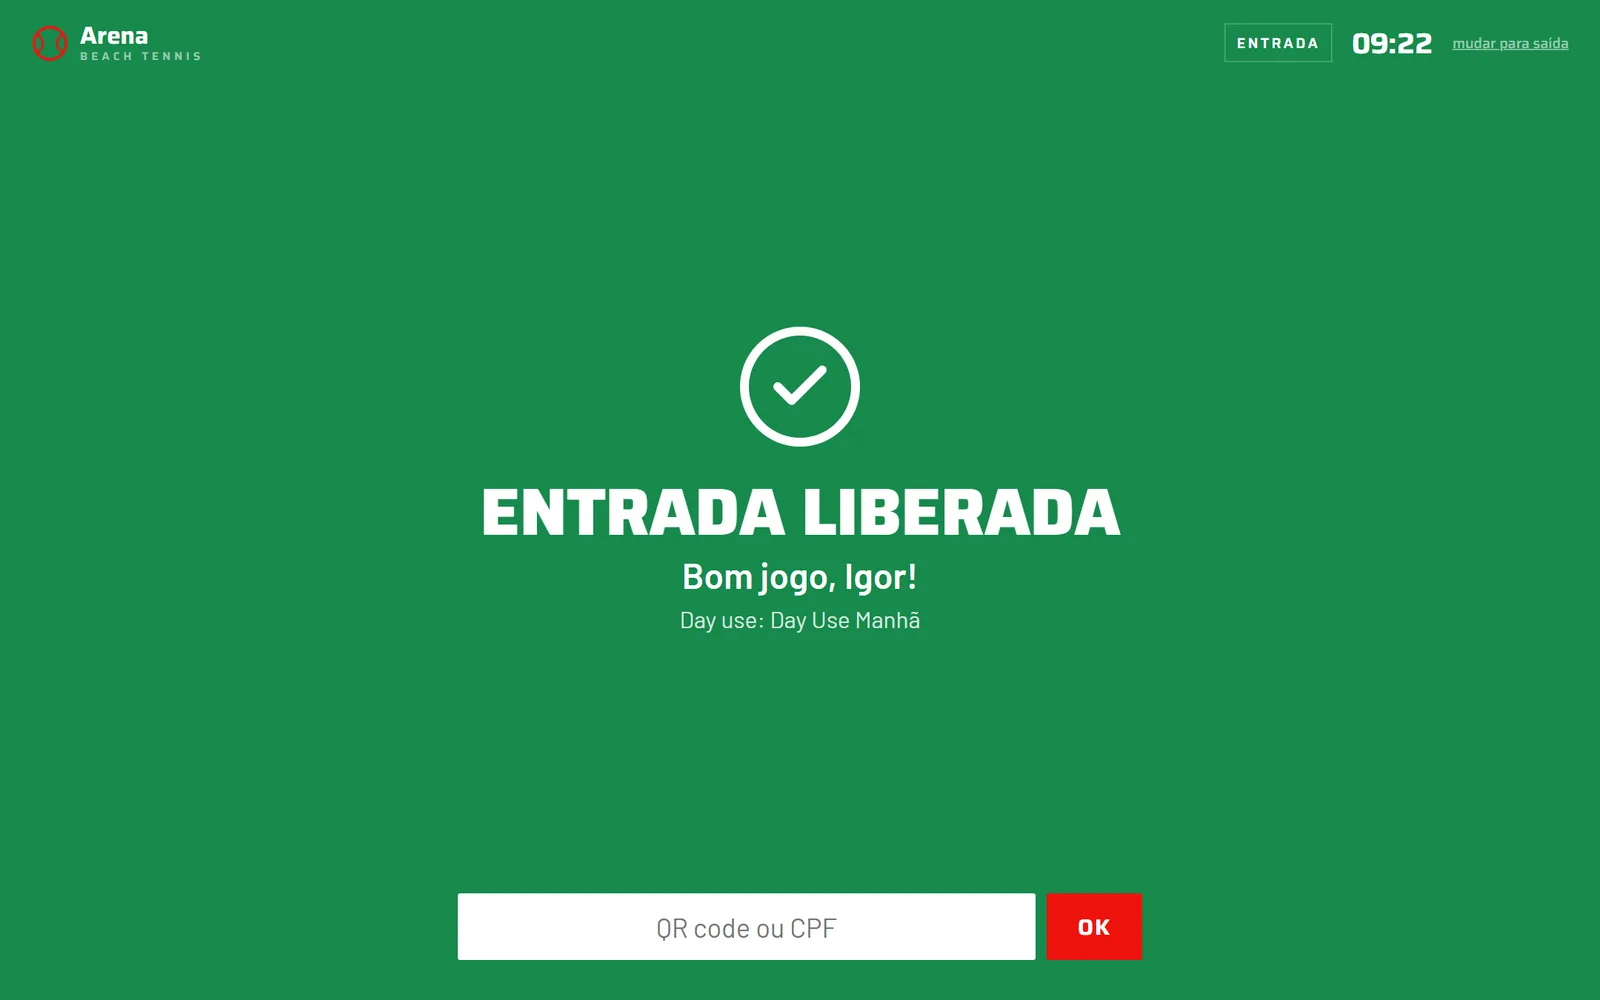 Arena
BEACH TENNIS
ENTRADA
09:22
mudar para saída
ENTRADA LIBERADA
Bom jogo, Igor!
Day use: Day Use Manhã
QR code ou CPF
OK